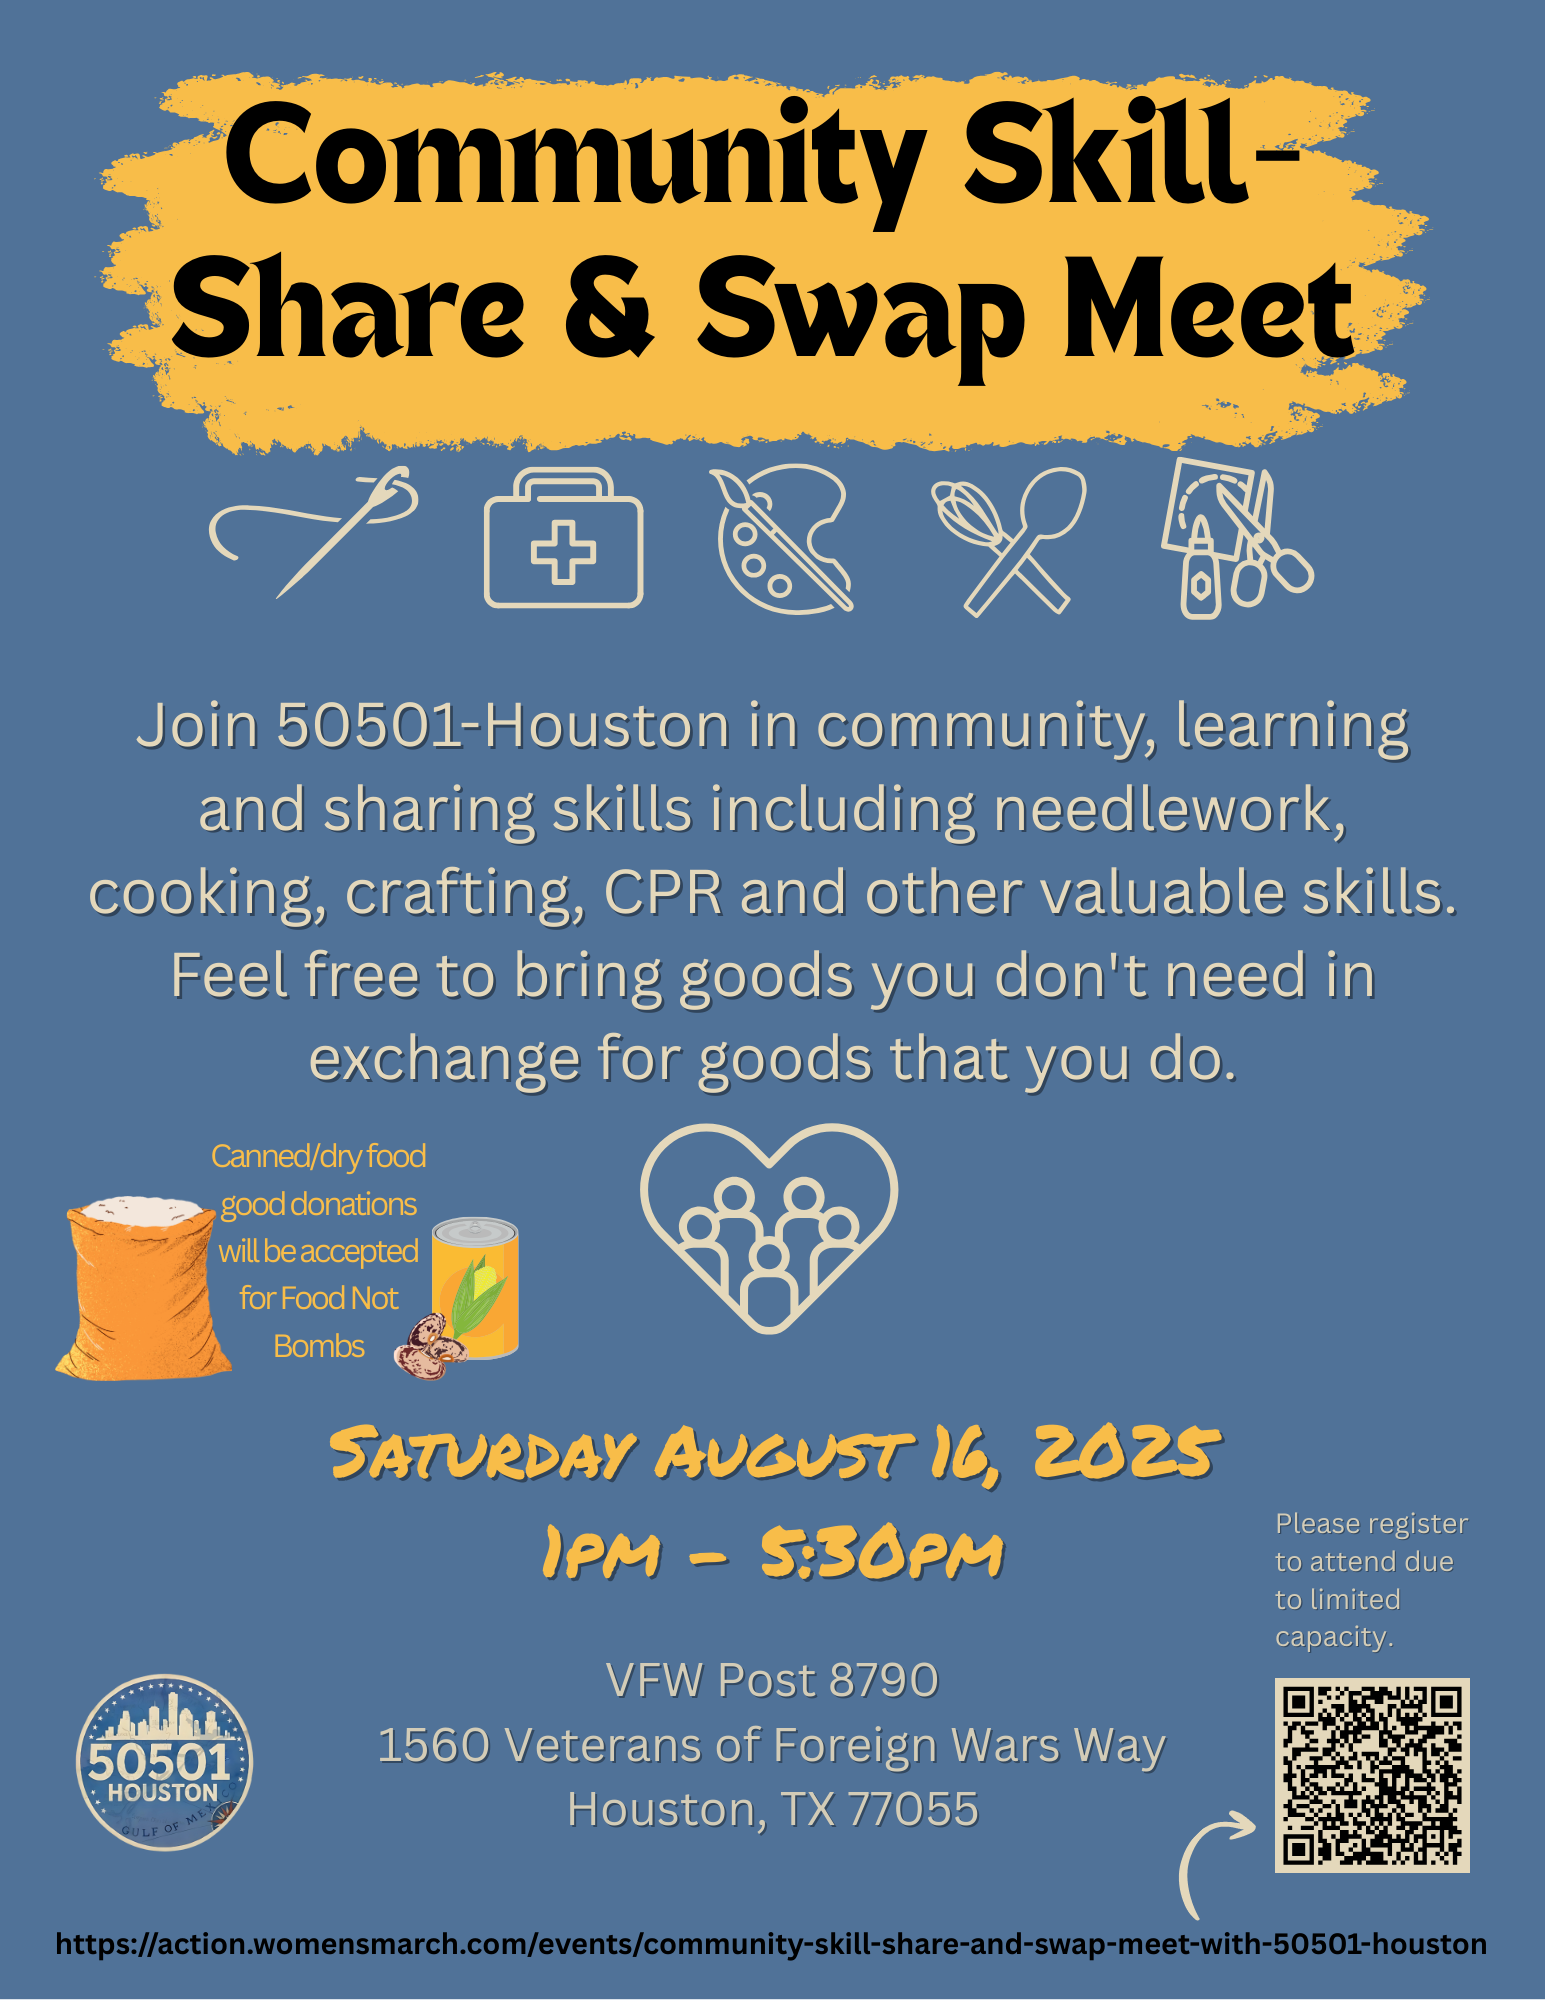 Community Skill-
Share & Swap Meet
Join 50501-Houston in community, learning
and sharing skills including needlework,
cooking, crafting, CPR and other valuable skills.
Feel free to bring goods you don't need in
exchange for goods that you do.
Canned/dry food
good donations
will be accepted
for Food Not
Bombs
Saturday August 16, 2025
1pm - 5:30pm
Please register
to attend due
to limited
capacity.
VFW Post 8790
1560 Veterans of Foreign Wars Way
Houston, TX 77055
50501
HOUSTON
GULF OF MEXICO
https://action.womensmarch.com/events/community-skill-share-and-swap-meet-with-50501-houston